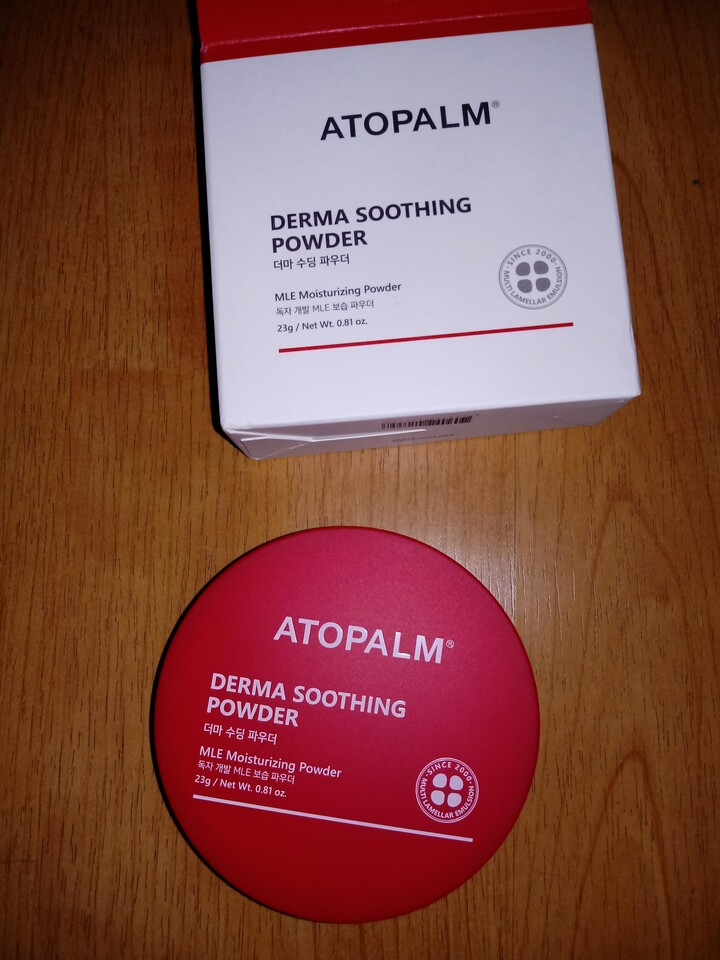 ATOPALM®
DERMA SOOTHING
POWDER
더마 수딩 파우더
MLE Moisturizing Powder
독자 개발 MLE 보습 파우더
23g / Net Wt. 0.81 oz.
·SINCE 2000·
MULTI LAMELLAR EMULSION
ATOPALM®
DERMA SOOTHING
POWDER
더마 수딩 파우더
MLE Moisturizing Powder
독자 개발 MLE 보습 파우더
23g / Net Wt. 0.81 oz.
·SINCE 2000·
MULTI LAMELLAR EMULSION